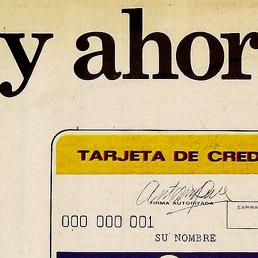 y ahor
TARJETA DE CRED
FIRMA AUTORIZADA
EXPIRA
000 000 001
SU NOMBRE